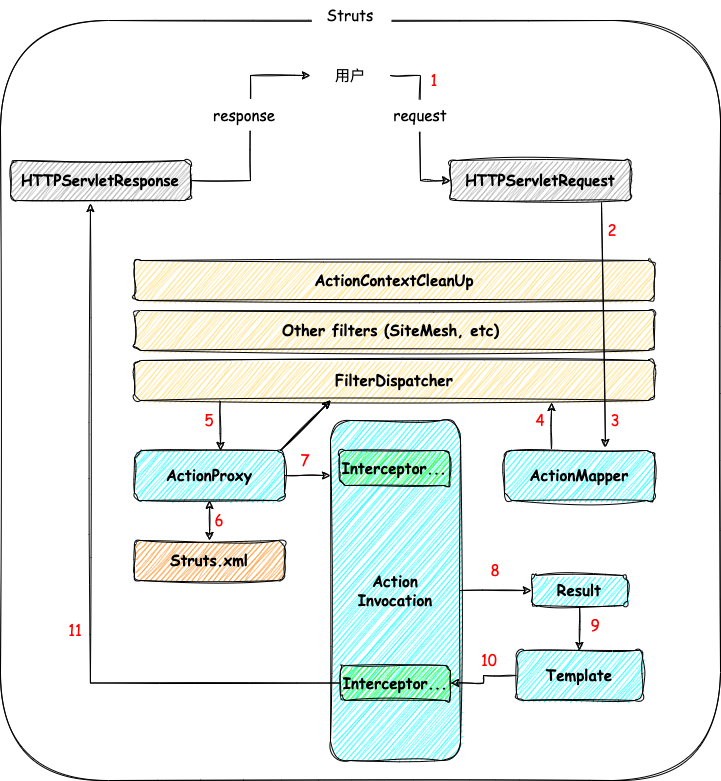 Struts
用户
1
response
request
HTTPServletResponse
HTTPServletRequest
2
ActionContextCleanUp
Other filters (SiteMesh, etc)
FilterDispatcher
5
4
3
7
Interceptor...
ActionProxy
ActionMapper
6
Struts.xml
8
Action
Invocation
Result
9
11
10
Interceptor...
Template